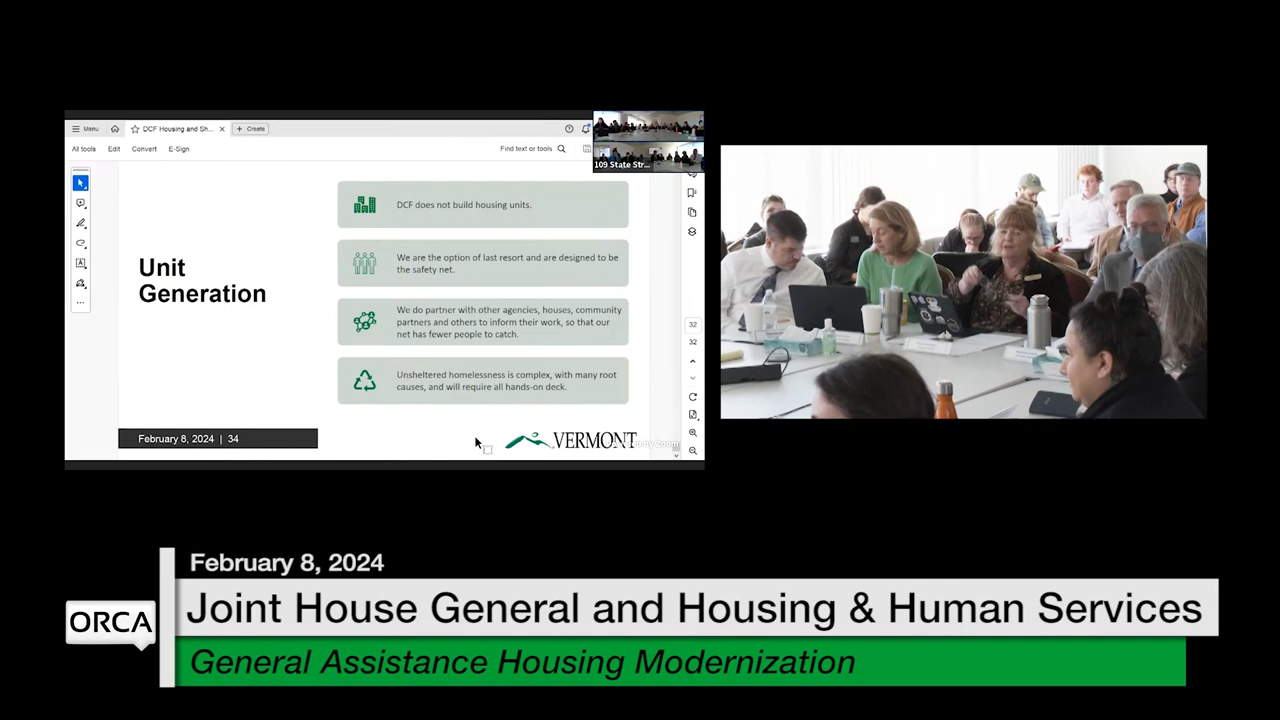 Menu
DCF Housing and Sh...
Create
All tools
Edit
Convert
E-Sign
Find text or tools
109 State Str...
Unit
Generation
DCF does not build housing units.
We are the option of last resort and are designed to be
the safety net.
We do partner with other agencies, houses, community
partners and others to inform their work, so that our
net has fewer people to catch.
Unsheltered homelessness is complex, with many root
causes, and will require all hands-on deck.
32
32
February 8, 2024 | 34
VERMONT
by Zoom
February 8, 2024
ORCA
Joint House General and Housing & Human Services
General Assistance Housing Modernization